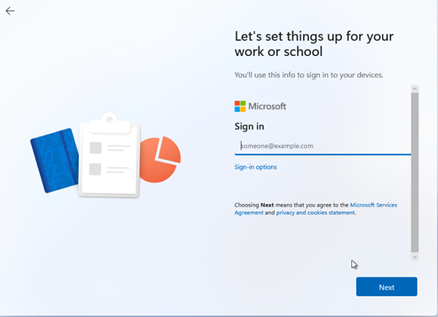 Let's set things up for your
work or school
You'll use this info to sign in to your devices.
Microsoft
Sign in
someone@example.com
Sign-in options
Choosing Next means that you agree to the Microsoft Services
Agreement and privacy and cookies statement.
Next